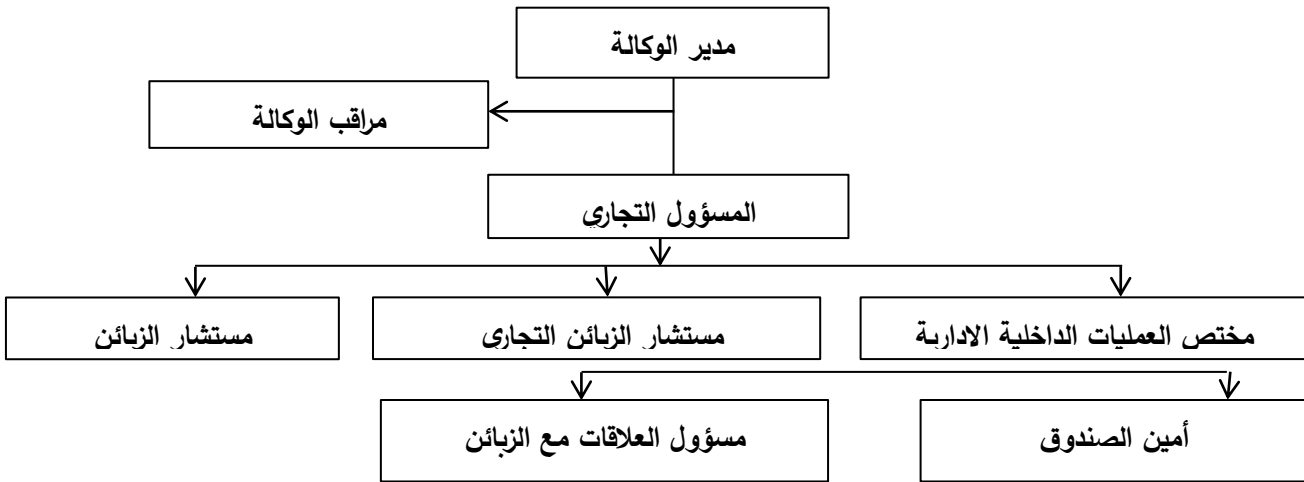 مدير الوكالة
مراقب الوكالة
المسؤول التجاري
مختص العمليات الداخلية الادارية
مستشار الزبائن التجاري
مستشار الزبائن
أمين الصندوق
مسؤول العلاقات مع الزبائن